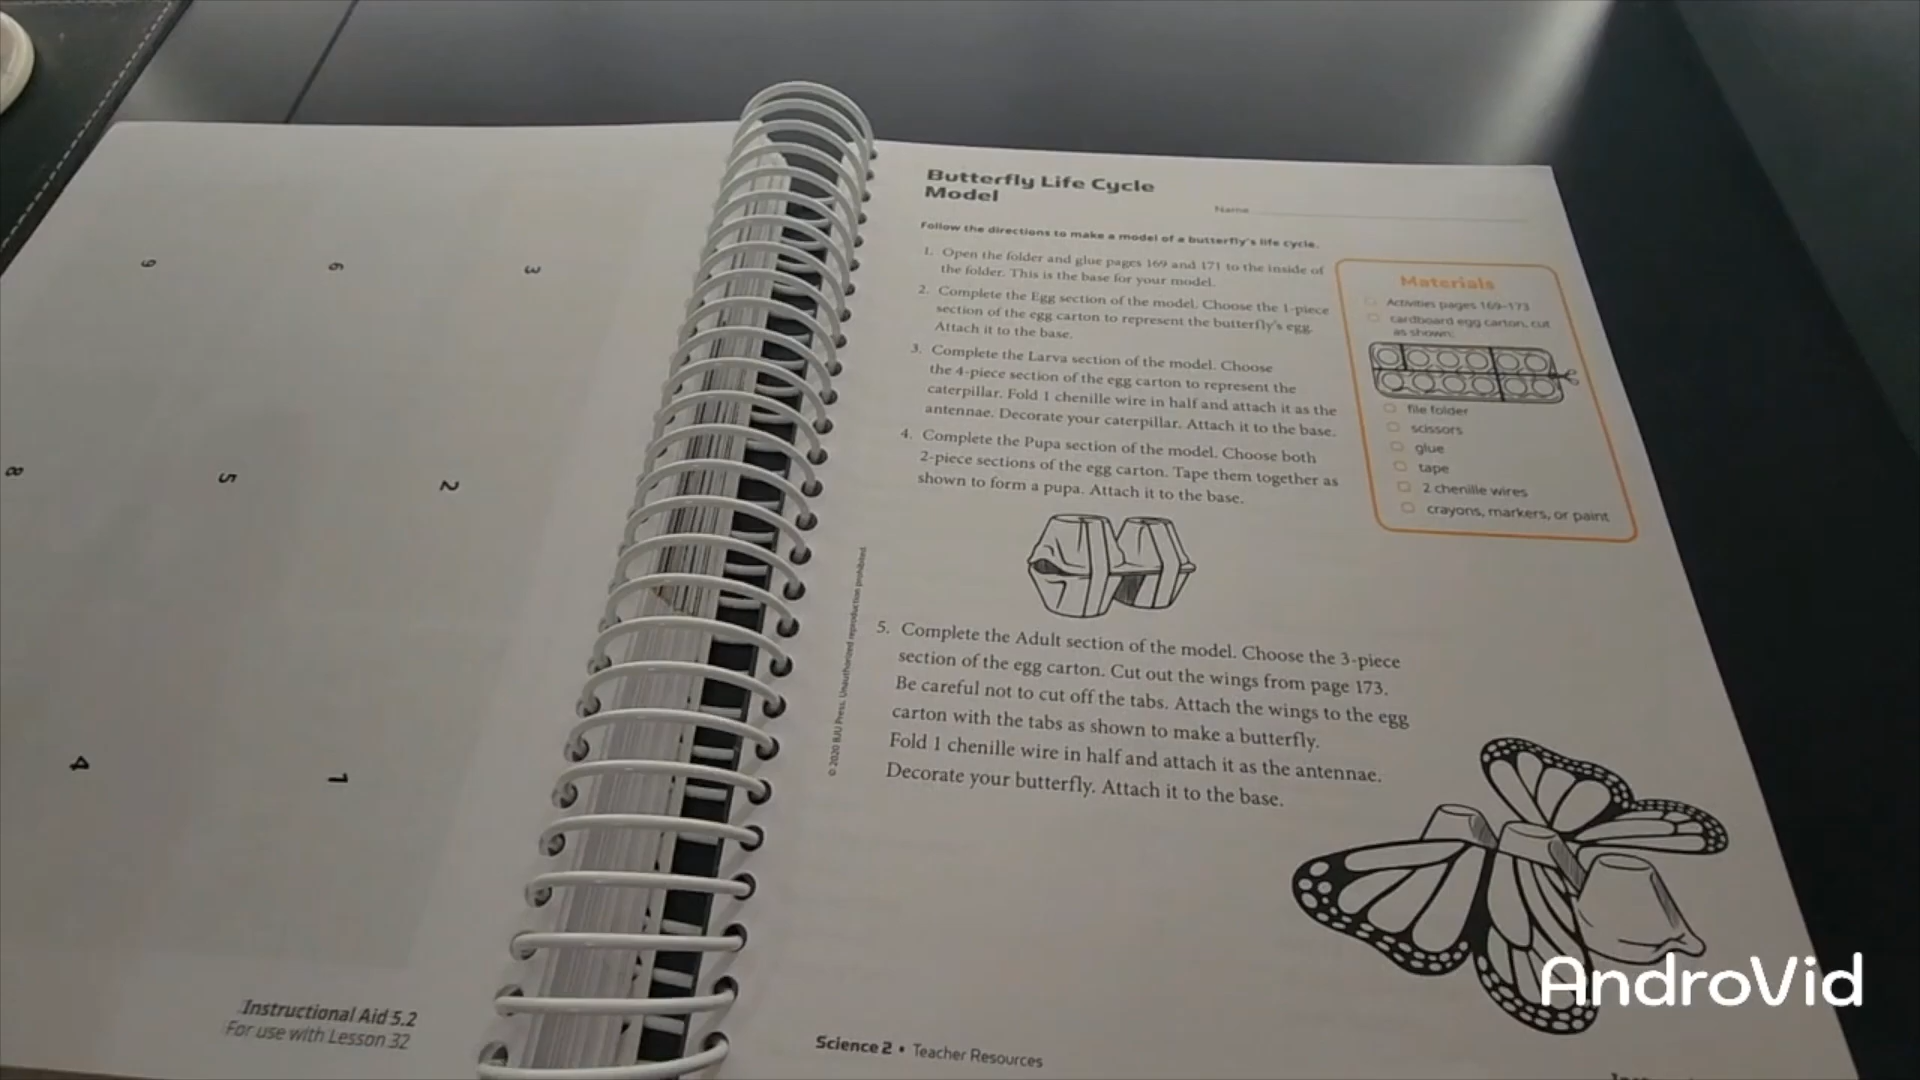 9
6
3
8
5
2
4
1
Instructional Aid 5.2
For use with Lesson 32
© 2020 BJU Press. Unauthorized reproduction prohibited.
Butterfly Life Cycle
Model
Name
Follow the directions to make a model of a butterfly's life cycle.
1. Open the folder and glue pages 169 and 171 to the inside of
the folder. This is the base for your model.
2. Complete the Egg section of the model. Choose the 1-piece
section of the egg carton to represent the butterfly's egg.
Attach it to the base.
3. Complete the Larva section of the model. Choose
the 4-piece section of the egg carton to represent the
caterpillar. Fold 1 chenille wire in half and attach it as the
antennae. Decorate your caterpillar. Attach it to the base.
4. Complete the Pupa section of the model. Choose both
2-piece sections of the egg carton. Tape them together as
shown to form a pupa. Attach it to the base.
5. Complete the Adult section of the model. Choose the 3-piece
section of the egg carton. Cut out the wings from page 173.
Be careful not to cut off the tabs. Attach the wings to the egg
carton with the tabs as shown to make a butterfly.
Fold 1 chenille wire in half and attach it as the antennae.
Decorate your butterfly. Attach it to the base.
Materials
Activities pages 169–173
cardboard egg carton, cut
as shown:
file folder
scissors
glue
tape
2 chenille wires
crayons, markers, or paint
Science 2 • Teacher Resources
AndroVid